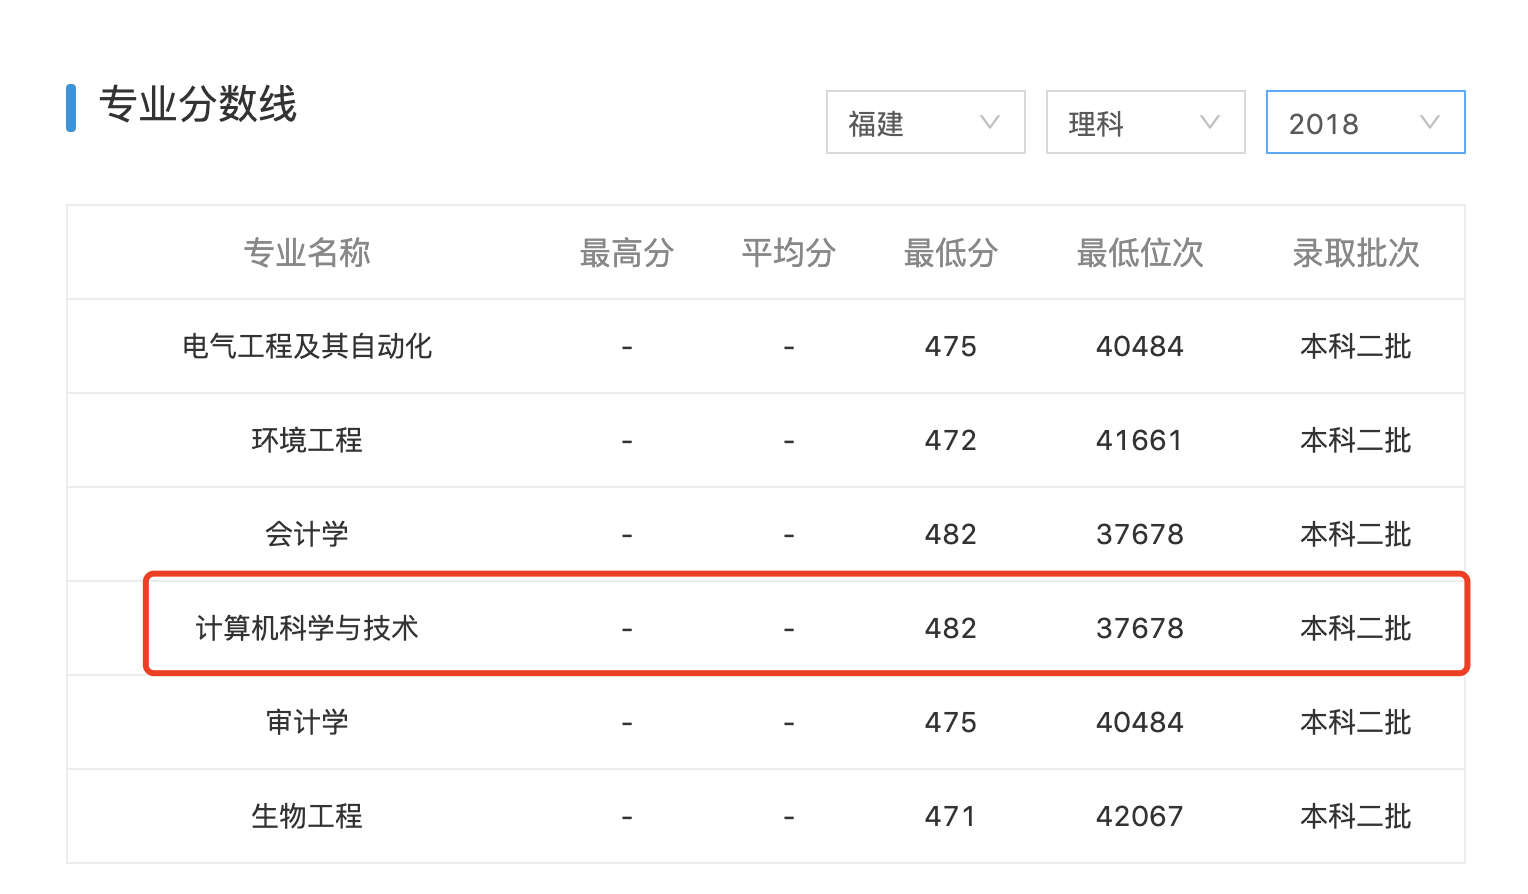 专业分数线
福建 理科 2018
专业名称 最高分 平均分 最低分 最低位次 录取批次
电气工程及其自动化 - - 475 40484 本科二批
环境工程 - - 472 41661 本科二批
会计学 - - 482 37678 本科二批
计算机科学与技术 - - 482 37678 本科二批
审计学 - - 475 40484 本科二批
生物工程 - - 471 42067 本科二批